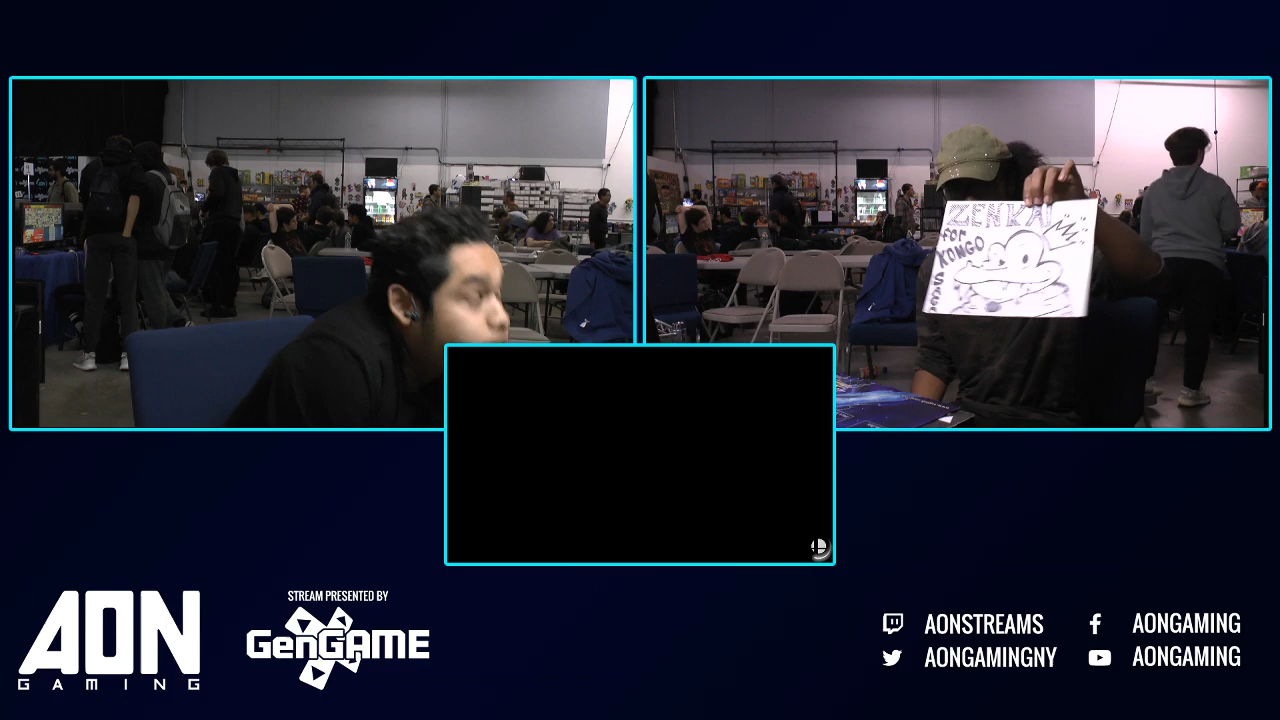 ZENKAI
for
KONGO
AON
GAMING
STREAM PRESENTED BY
GenGAME
AONSTREAMS
AONGAMING
AONGAMINGNY
AONGAMING